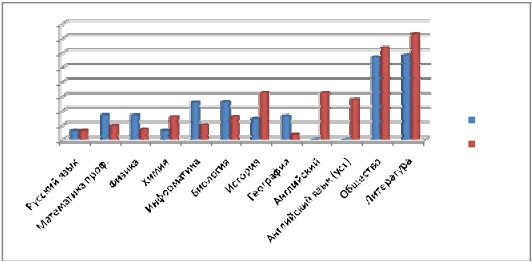 Русский язык
Математика проф.
Физика
Химия
Информатика
Биология
История
География
Английский
Английский язык (уст)
Общество
Литература